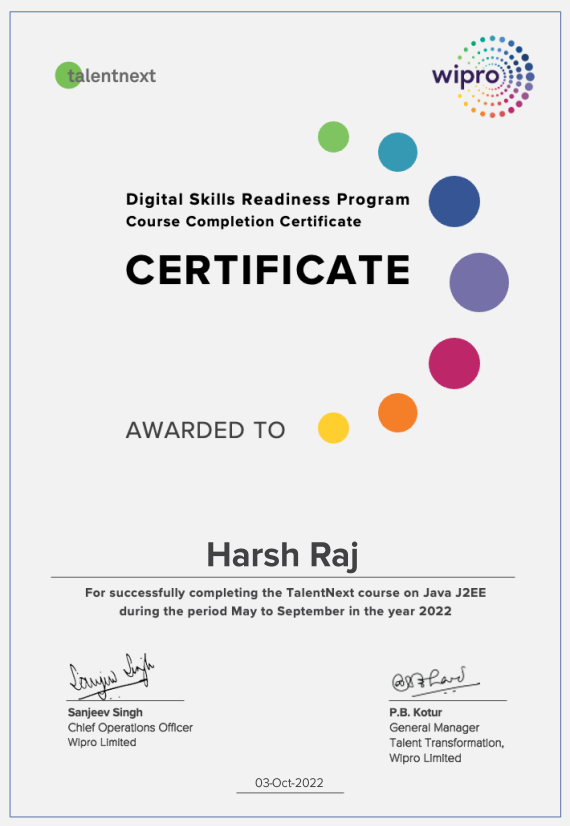 talentnext
wipro
Digital Skills Readiness Program
Course Completion Certificate
CERTIFICATE
AWARDED TO
Harsh Raj
For successfully completing the TalentNext course on Java J2EE
during the period May to September in the year 2022
Sanjeev Singh
Sanjeev Singh
Chief Operations Officer
Wipro Limited
P.B. Kotur
General Manager
Talent Transformation,
Wipro Limited
03-Oct-2022